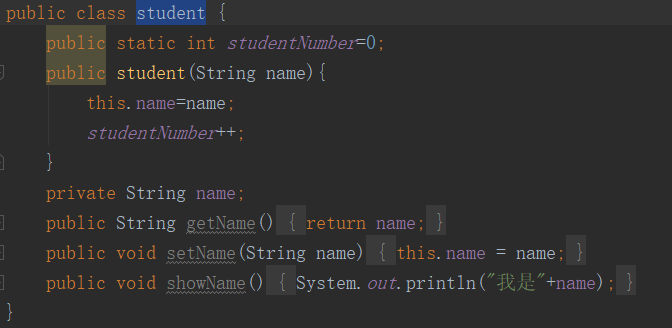 public class student {
public static int studentNumber=0;
public student(String name){
this.name=name;
studentNumber++;
}
private String name;
public String getName() { return name; }
public void setName(String name) { this.name = name; }
public void showName() { System.out.println("我是"+name); }
}